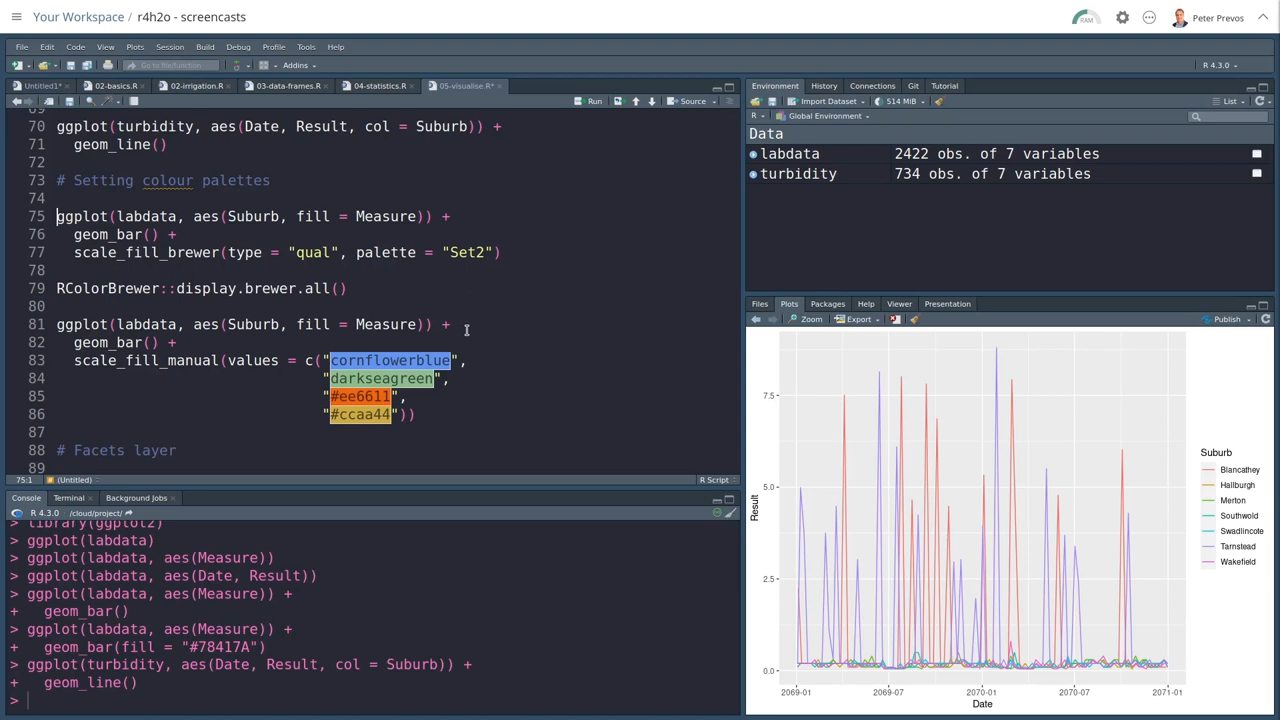 Your Workspace / r4h2o - screencasts
RAM
Peter Prevos
File Edit Code View Plots Session Build Debug Profile Tools Help
Go to file/function
Addins
R 4.3.0
Untitled1*
02-basics.R
02-irrigation.R
03-data-frames.R
04-statistics.R
05-visualise.R*
Run
Source
69
70 ggplot(turbidity, aes(Date, Result, col = Suburb)) +
71 geom_line()
72
73 # Setting colour palettes
74
75 ggplot(labdata, aes(Suburb, fill = Measure)) +
76 geom_bar() +
77 scale_fill_brewer(type = "qual", palette = "Set2")
78
79 RColorBrewer::display.brewer.all()
80
81 ggplot(labdata, aes(Suburb, fill = Measure)) +
82 geom_bar() +
83 scale_fill_manual(values = c("cornflowerblue",
84 "darkseagreen",
85 "#ee6611",
86 "#ccaa44"))
87
88 # Facets layer
89
75:1 (Untitled) R Script
Console Terminal Background Jobs
R 4.3.0 · /cloud/project/
> library(ggplot2)
> ggplot(labdata)
> ggplot(labdata, aes(Measure))
> ggplot(labdata, aes(Date, Result))
> ggplot(labdata, aes(Measure)) +
+ geom_bar()
> ggplot(labdata, aes(Measure)) +
+ geom_bar(fill = "#78417A")
> ggplot(turbidity, aes(Date, Result, col = Suburb)) +
+ geom_line()
>
Environment History Connections Git Tutorial
Import Dataset 514 MiB List
R Global Environment
Data
labdata 2422 obs. of 7 variables
turbidity 734 obs. of 7 variables
Files Plots Packages Help Viewer Presentation
Zoom Export Publish
Result
7.5
5.0
2.5
0.0
2069-01 2069-07 2070-01 2070-07 2071-01
Date
Suburb
Blancathey
Hallburgh
Merton
Southwold
Swadlincote
Tarnstead
Wakefield